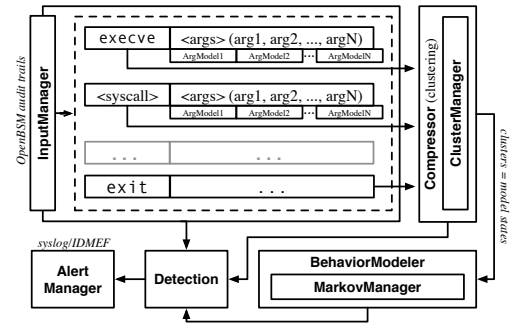 OpenBSM audit trails
InputManager
execve
<args> (arg1, arg2, ..., argN)
ArgModel1 ArgModel2 ... ArgModelN
<syscall>
<args> (arg1, arg2, ..., argN)
ArgModel1 ArgModel2 ... ArgModelN
...
...
exit
...
Compressor (clustering)
ClusterManager
clusters = model states
syslog/IDMEF
Alert
Manager
Detection
BehaviorModeler
MarkovManager